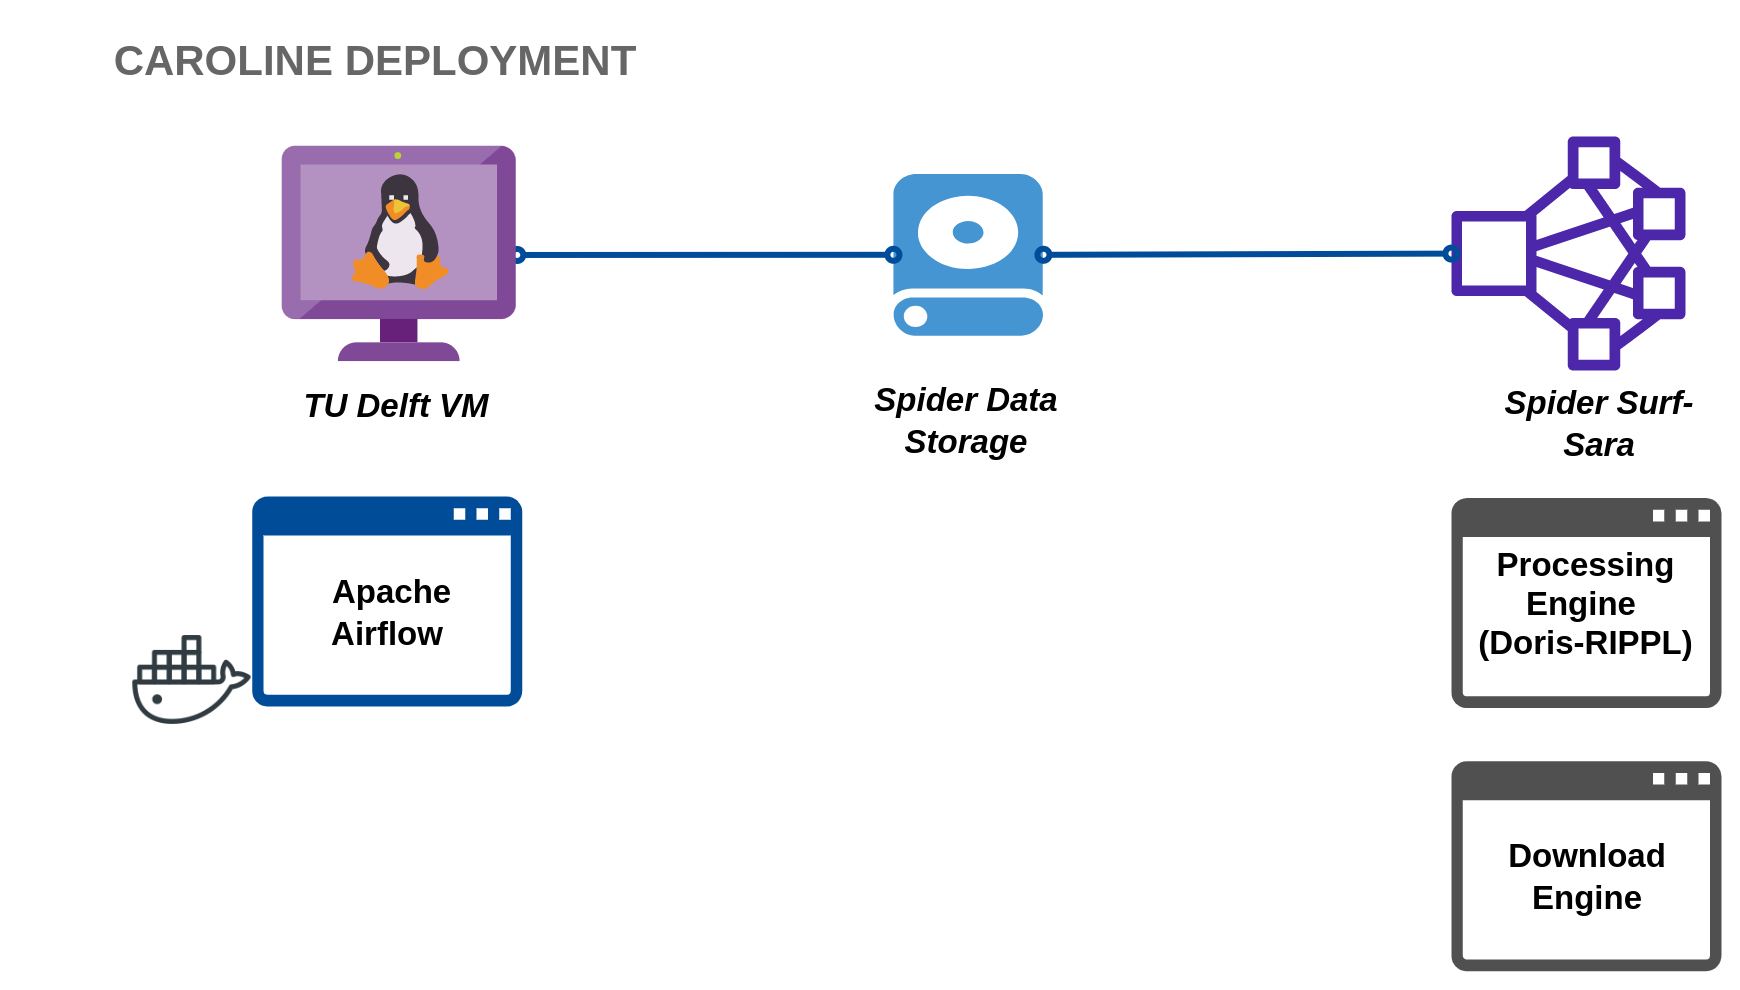 CAROLINE DEPLOYMENT
TU Delft VM
Spider Data
Storage
Spider Surf-
Sara
Apache
Airflow
Processing
Engine
(Doris-RIPPL)
Download
Engine